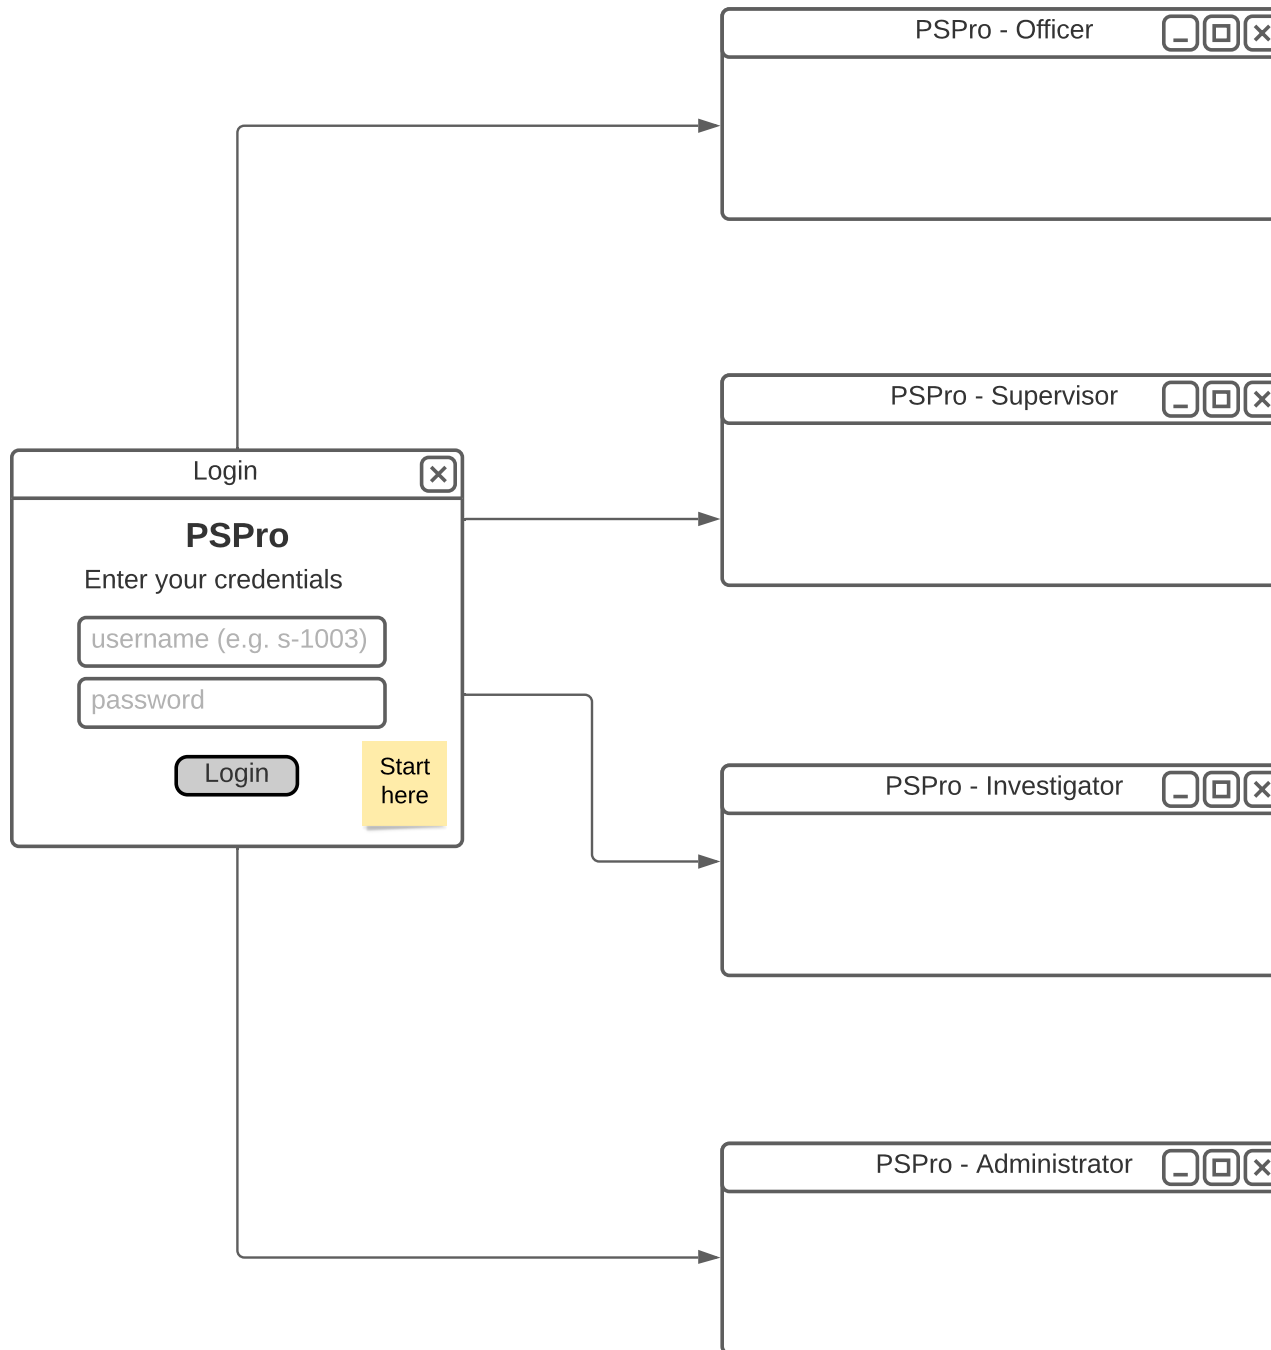 PSPro - Officer
PSPro - Supervisor
Login
PSPro
Enter your credentials
username (e.g. s-1003)
password
Login
Start
here
PSPro - Investigator
PSPro - Administrator